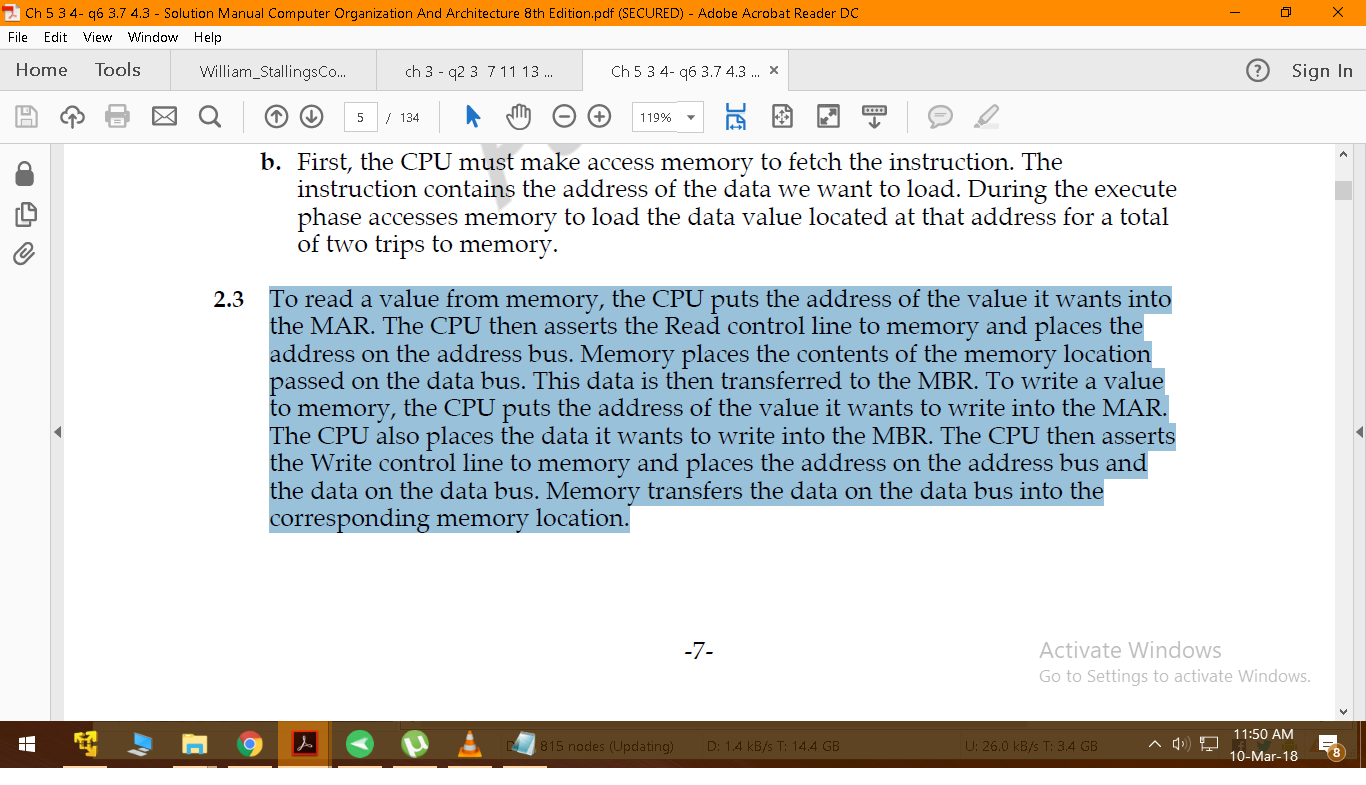 Ch 5 3 4- q6 3.7 4.3 - Solution Manual Computer Organization And Architecture 8th Edition.pdf (SECURED) - Adobe Acrobat Reader DC
File Edit View Window Help
Home Tools William_StallingsCo... ch 3 - q2 3 7 11 13 ... Ch 5 3 4- q6 3.7 4.3 ... × ? Sign In
5 / 134 119%
b. First, the CPU must make access memory to fetch the instruction. The
instruction contains the address of the data we want to load. During the execute
phase accesses memory to load the data value located at that address for a total
of two trips to memory.
2.3 To read a value from memory, the CPU puts the address of the value it wants into
the MAR. The CPU then asserts the Read control line to memory and places the
address on the address bus. Memory places the contents of the memory location
passed on the data bus. This data is then transferred to the MBR. To write a value
to memory, the CPU puts the address of the value it wants to write into the MAR.
The CPU also places the data it wants to write into the MBR. The CPU then asserts
the Write control line to memory and places the address on the address bus and
the data on the data bus. Memory transfers the data on the data bus into the
corresponding memory location.
-7-
Activate Windows
Go to Settings to activate Windows.
815 nodes (Updating) D: 1.4 kB/s T: 14.4 GB U: 26.0 kB/s T: 3.4 GB
11:50 AM
10-Mar-18
8